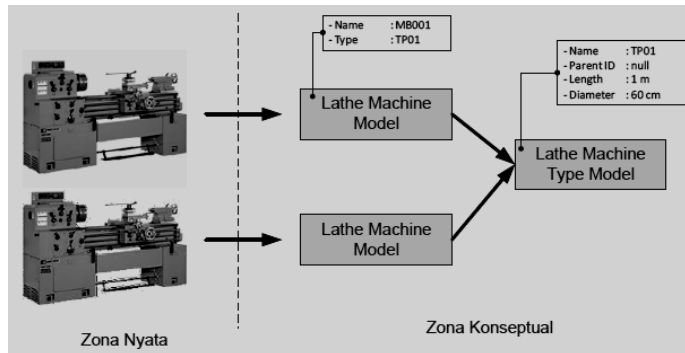 - Name : MB001
- Type : TP01
- Name : TP01
- Parent ID : null
- Length : 1 m
- Diameter : 60 cm
Lathe Machine
Model
Lathe Machine
Type Model
Lathe Machine
Model
Zona Nyata
Zona Konseptual